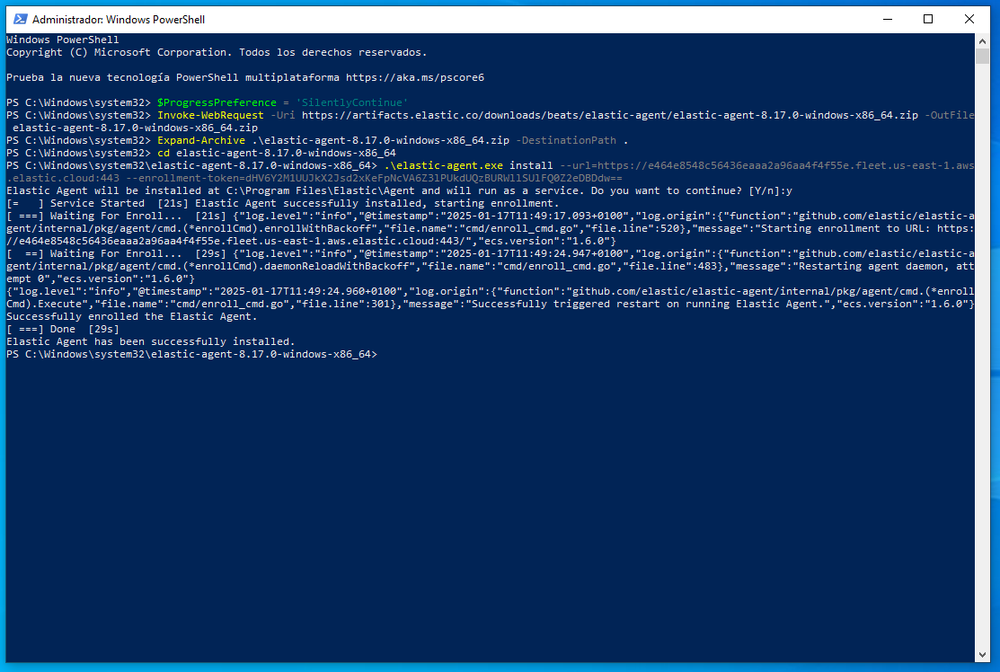 Administrador: Windows PowerShell
Windows PowerShell
Copyright (C) Microsoft Corporation. Todos los derechos reservados.
Prueba la nueva tecnología PowerShell multiplataforma https://aka.ms/pscore6
PS C:\Windows\system32> $ProgressPreference = 'SilentlyContinue'
PS C:\Windows\system32> Invoke-WebRequest -Uri https://artifacts.elastic.co/downloads/beats/elastic-agent/elastic-agent-8.17.0-windows-x86_64.zip -OutFile
elastic-agent-8.17.0-windows-x86_64.zip
PS C:\Windows\system32> Expand-Archive .\elastic-agent-8.17.0-windows-x86_64.zip -DestinationPath .
PS C:\Windows\system32> cd elastic-agent-8.17.0-windows-x86_64
PS C:\Windows\system32\elastic-agent-8.17.0-windows-x86_64> .\elastic-agent.exe install --url=https://e464e8548c56436eaaa2a96aa4f4f55e.fleet.us-east-1.aws
.elastic.cloud:443 --enrollment-token=dHV6Y2M1UUJkX2Jsd2xKeFpNcVA6Z3lPUkdUQzBURWllSUlFQ0Z2eDBDdw==
Elastic Agent will be installed at C:\Program Files\Elastic\Agent and will run as a service. Do you want to continue? [Y/n]:y
[=   ] Service Started  [21s] Elastic Agent successfully installed, starting enrollment.
[ ===] Waiting For Enroll...  [21s] {"log.level":"info","@timestamp":"2025-01-17T11:49:17.093+0100","log.origin":{"function":"github.com/elastic/elastic-a
gent/internal/pkg/agent/cmd.(*enrollCmd).enrollWithBackoff","file.name":"cmd/enroll_cmd.go","file.line":520},"message":"Starting enrollment to URL: https:
//e464e8548c56436eaaa2a96aa4f4f55e.fleet.us-east-1.aws.elastic.cloud:443/","ecs.version":"1.6.0"}
[  ==] Waiting For Enroll...  [29s] {"log.level":"info","@timestamp":"2025-01-17T11:49:24.947+0100","log.origin":{"function":"github.com/elastic/elastic-a
gent/internal/pkg/agent/cmd.(*enrollCmd).daemonReloadWithBackoff","file.name":"cmd/enroll_cmd.go","file.line":483},"message":"Restarting agent daemon, att
empt 0","ecs.version":"1.6.0"}
{"log.level":"info","@timestamp":"2025-01-17T11:49:24.960+0100","log.origin":{"function":"github.com/elastic/elastic-agent/internal/pkg/agent/cmd.(*enroll
Cmd).Execute","file.name":"cmd/enroll_cmd.go","file.line":301},"message":"Successfully triggered restart on running Elastic Agent.","ecs.version":"1.6.0"}
Successfully enrolled the Elastic Agent.
[ ===] Done  [29s]
Elastic Agent has been successfully installed.
PS C:\Windows\system32\elastic-agent-8.17.0-windows-x86_64>